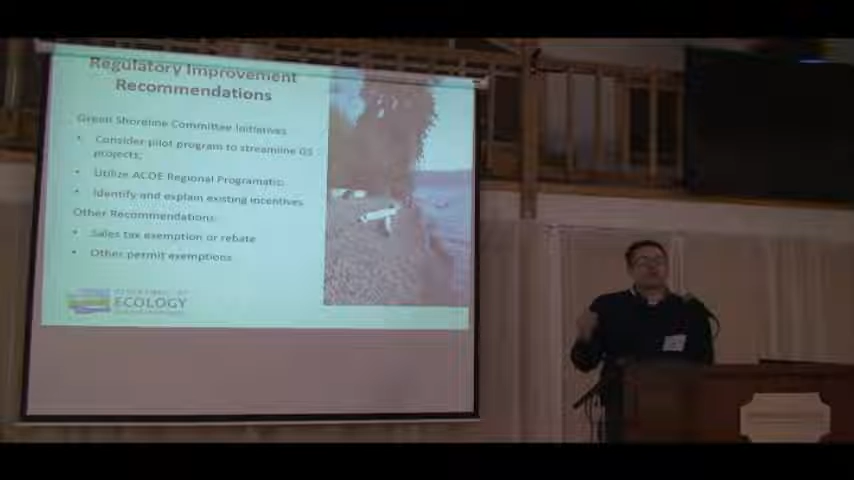 Regulatory Improvement
Recommendations
Green Shoreline Committee Initiatives
• Consider pilot program to streamline GS
projects;
• Utilize ACOE Regional Programatic
• Identify and explain existing incentives
Other Recommendations:
• Sales tax exemption or rebate
• Other permit exemptions
ECOLOGY